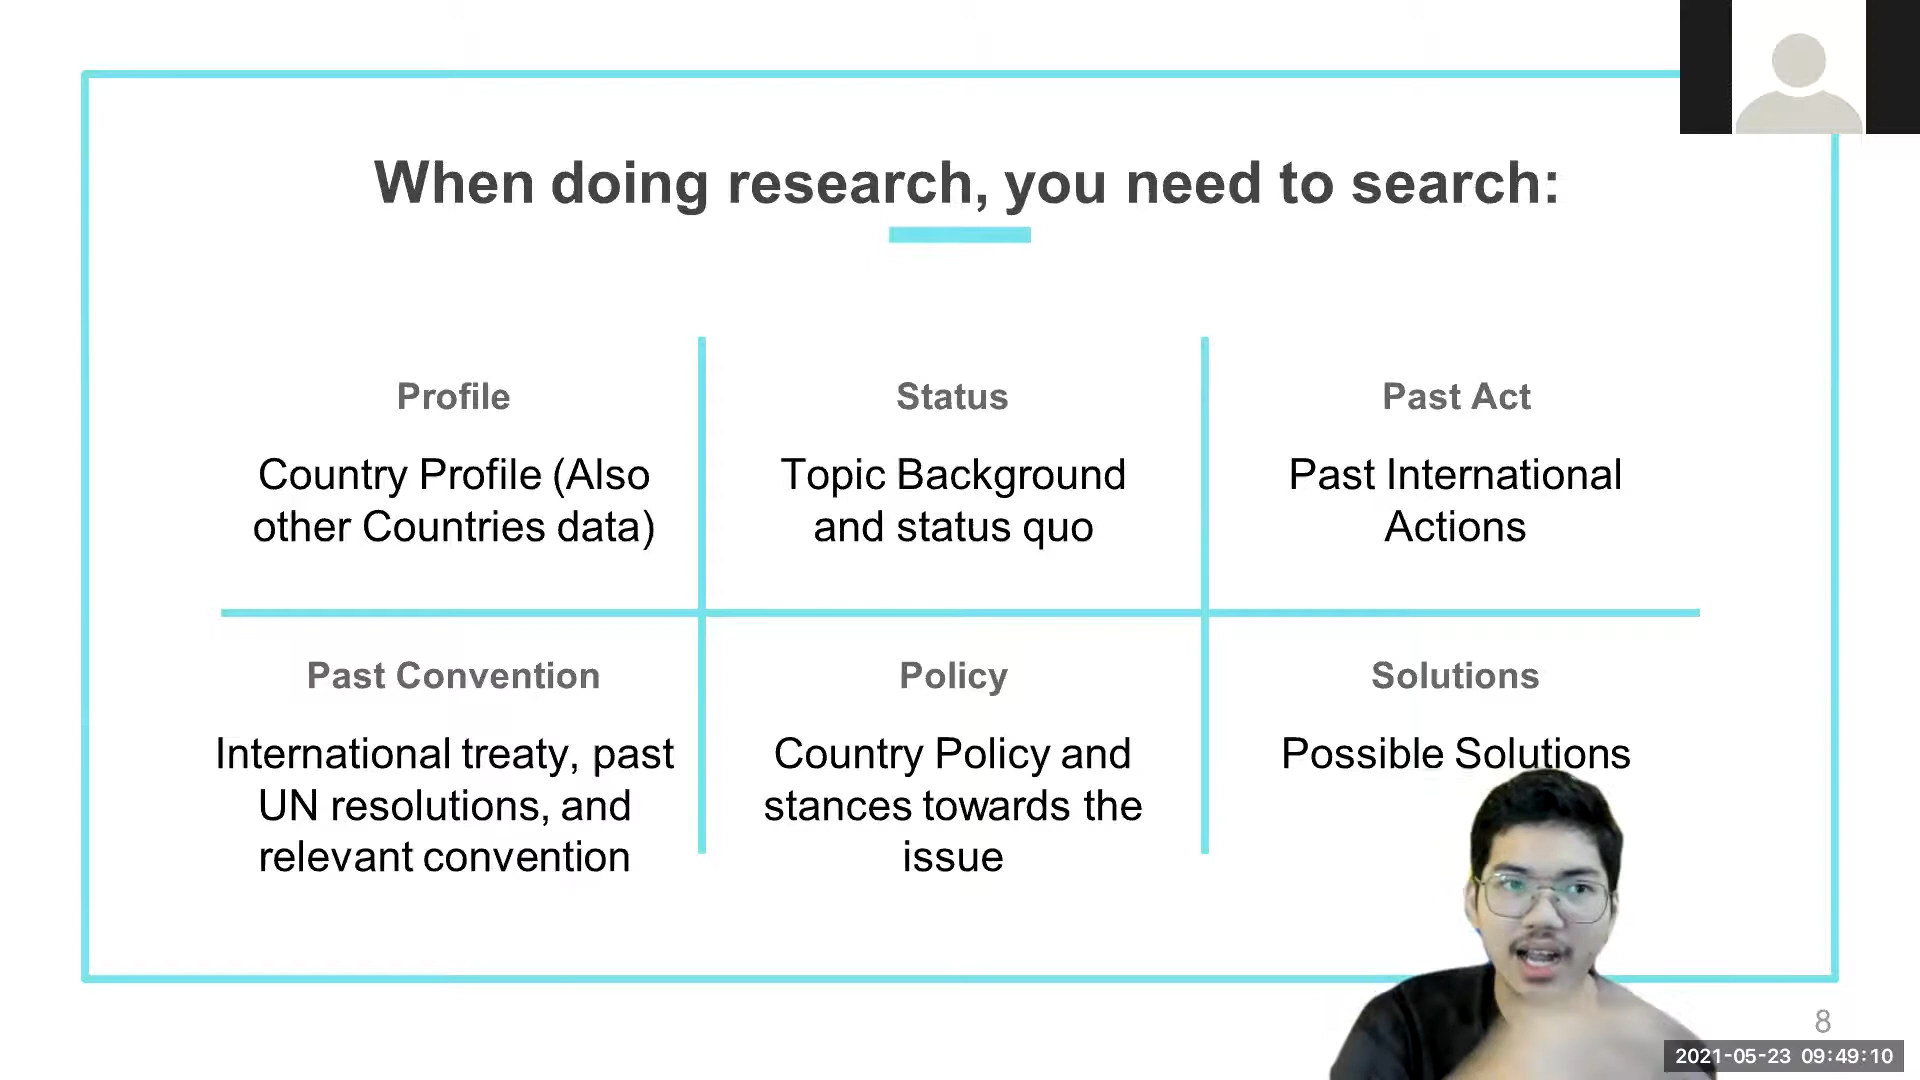 When doing research, you need to search:
Profile
Country Profile (Also
other Countries data)
Status
Topic Background
and status quo
Past Act
Past International
Actions
Past Convention
International treaty, past
UN resolutions, and
relevant convention
Policy
Country Policy and
stances towards the
issue
Solutions
Possible Solutions
8
2021-05-23 09:49:10